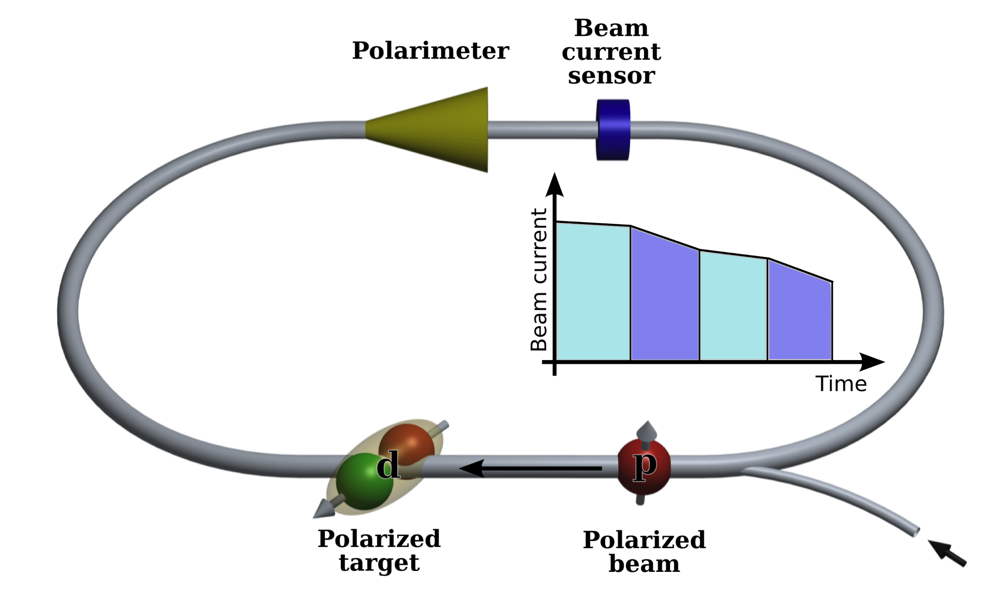 Polarimeter
Beam
current
sensor
Beam current
Time
d
p
Polarized
target
Polarized
beam